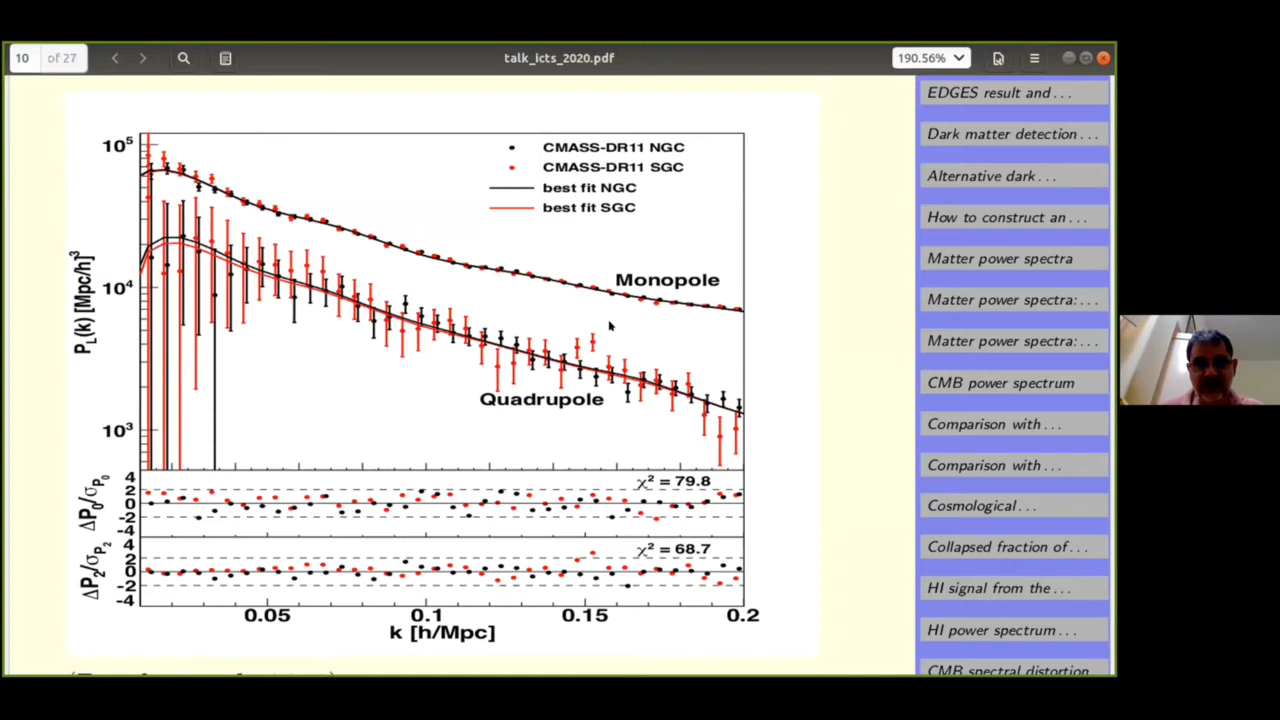 10 of 27
talk_icts_2020.pdf
190.56%
CMASS-DR11 NGC
CMASS-DR11 SGC
best fit NGC
best fit SGC
Monopole
Quadrupole
P_L(k) [Mpc/h]^3
10^5
10^4
10^3
ΔP_0/σ_P_0
4
2
0
-2
-4
χ² = 79.8
ΔP_2/σ_P_2
4
2
0
-2
-4
χ² = 68.7
0.05 0.1 0.15 0.2
k [h/Mpc]
EDGES result and . . .
Dark matter detection . . .
Alternative dark . . .
How to construct an . . .
Matter power spectra
Matter power spectra: . . .
Matter power spectra: . . .
CMB power spectrum
Comparison with . . .
Comparison with . . .
Cosmological . . .
Collapsed fraction of . . .
HI signal from the . . .
HI power spectrum . . .
CMB spectral distortion